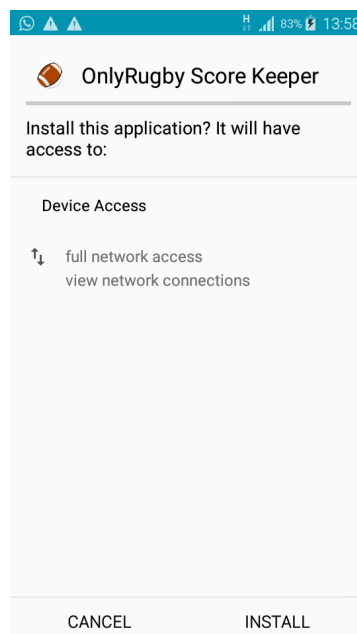 H 83% 13:58
OnlyRugby Score Keeper
Install this application? It will have
access to:
Device Access
full network access
view network connections
CANCEL INSTALL